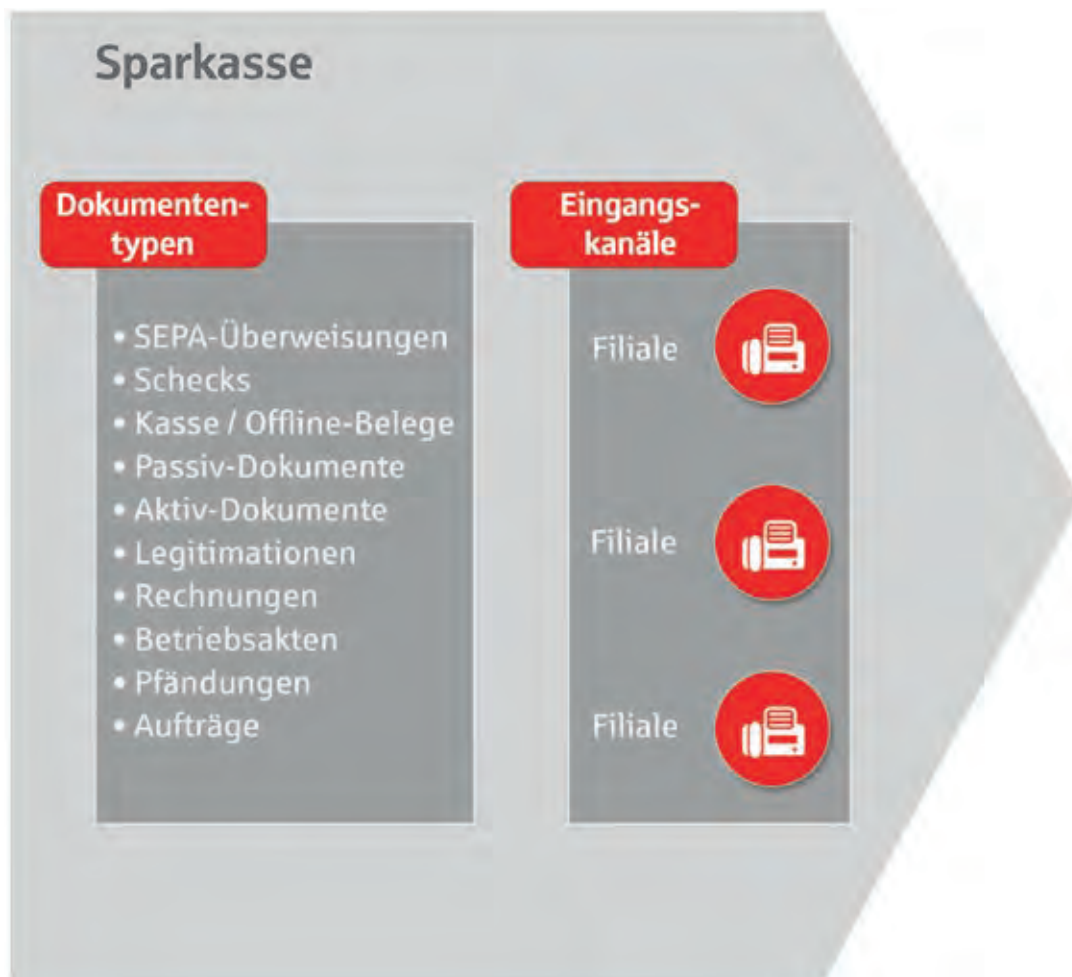 Sparkasse
Dokumenten-
typen
• SEPA-Überweisungen
• Schecks
• Kasse / Offline-Belege
• Passiv-Dokumente
• Aktiv-Dokumente
• Legitimationen
• Rechnungen
• Betriebsakten
• Pfändungen
• Aufträge
Eingangs-
kanäle
Filiale
Filiale
Filiale